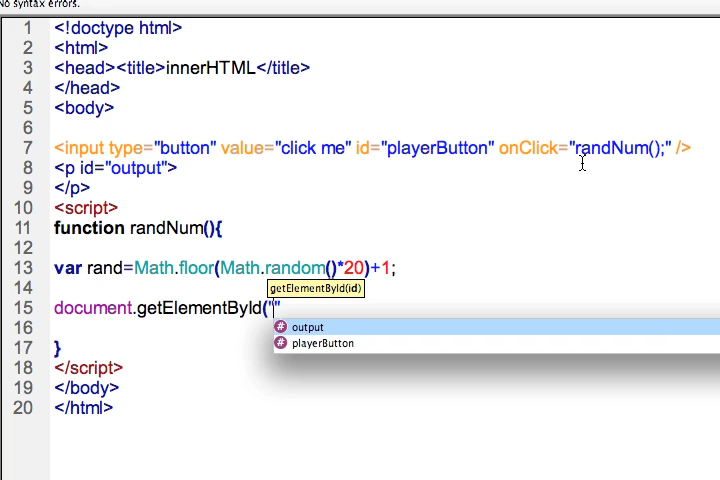 No syntax errors.
1 <!doctype html>
2 <html>
3 <head><title>innerHTML</title>
4 </head>
5 <body>
6
7 <input type="button" value="click me" id="playerButton" onClick="randNum();" />
8 <p id="output">
9 </p>
10 <script>
11 function randNum(){
12
13 var rand=Math.floor(Math.random()*20)+1;
14 getElementById(id)
15 document.getElementById(""
16 # output
17 } # playerButton
18 </script>
19 </body>
20 </html>